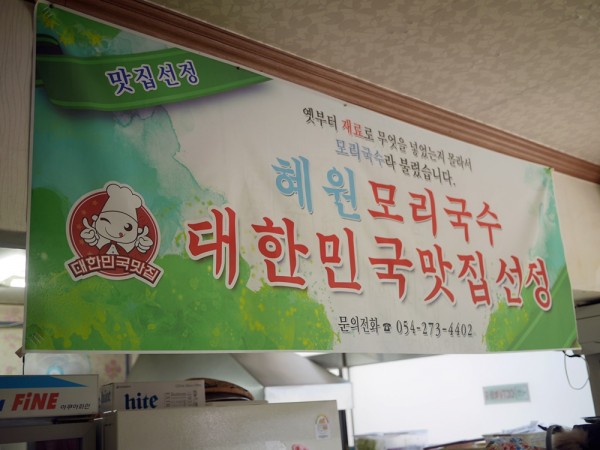 맛집선정
옛부터 재료로 무엇을 넣었는지 몰라서
모리국수라 불렸습니다.
혜원모리국수
대한민국맛집선정
대한민국맛집
문의전화 ☎ 054-273-4402
FiNE
hite